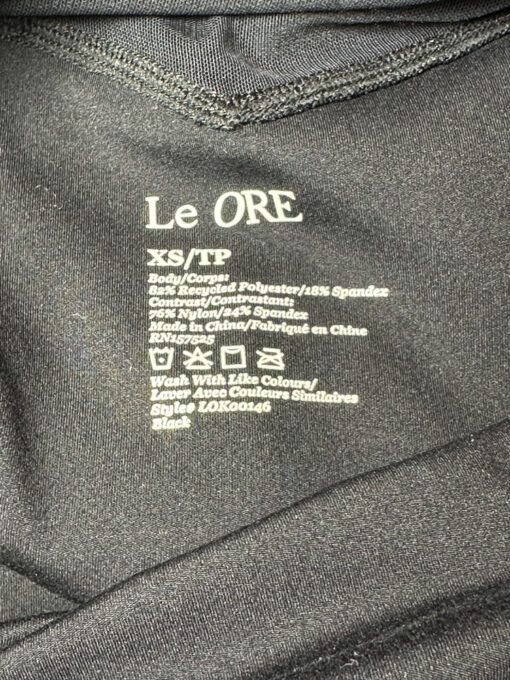 Le ORE
XS/TP
Body/Corps:
82% Recycled Polyester/18% Spandex
Contrast/Contrastant:
76% Nylon/24% Spandex
Made in China/Fabriqué en Chine
RN157525
Wash With Like Colours/
Laver Avec Couleurs Similaires
Style# LOK00146
Black